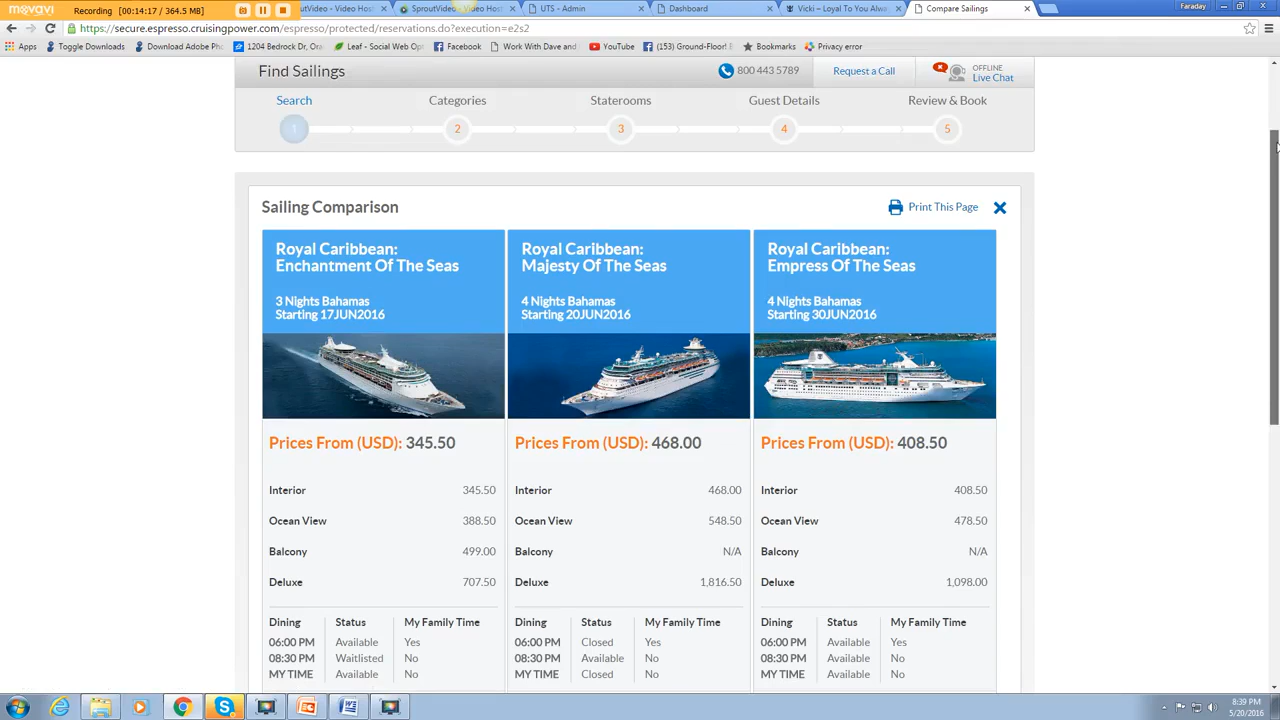 movavi Recording [00:14:17 / 364.5 MB]
SproutVideo - Video Host
UTS - Admin
Dashboard
Vicki – Loyal To You Alwa
Compare Sailings
Faraday
https://secure.espresso.cruisingpower.com/espresso/protected/reservations.do?execution=e2s2
Apps
Toggle Downloads
Download Adobe Pho
1204 Bedrock Dr, Ora
Leaf - Social Web Opt
Facebook
Work With Dave and
YouTube
(153) Ground-Floor! B
Bookmarks
Privacy error
Find Sailings
800 443 5789
Request a Call
OFFLINE
Live Chat
Search
Categories
Staterooms
Guest Details
Review & Book
1
2
3
4
5
Sailing Comparison
Print This Page
Royal Caribbean:
Enchantment Of The Seas
3 Nights Bahamas
Starting 17JUN2016
Prices From (USD): 345.50
Interior 345.50
Ocean View 388.50
Balcony 499.00
Deluxe 707.50
Dining Status My Family Time
06:00 PM Available Yes
08:30 PM Waitlisted No
MY TIME Available No
Royal Caribbean:
Majesty Of The Seas
4 Nights Bahamas
Starting 20JUN2016
Prices From (USD): 468.00
Interior 468.00
Ocean View 548.50
Balcony N/A
Deluxe 1,816.50
Dining Status My Family Time
06:00 PM Closed Yes
08:30 PM Available No
MY TIME Closed No
Royal Caribbean:
Empress Of The Seas
4 Nights Bahamas
Starting 30JUN2016
Prices From (USD): 408.50
Interior 408.50
Ocean View 478.50
Balcony N/A
Deluxe 1,098.00
Dining Status My Family Time
06:00 PM Available Yes
08:30 PM Available No
MY TIME Available No
8:39 PM
5/20/2016